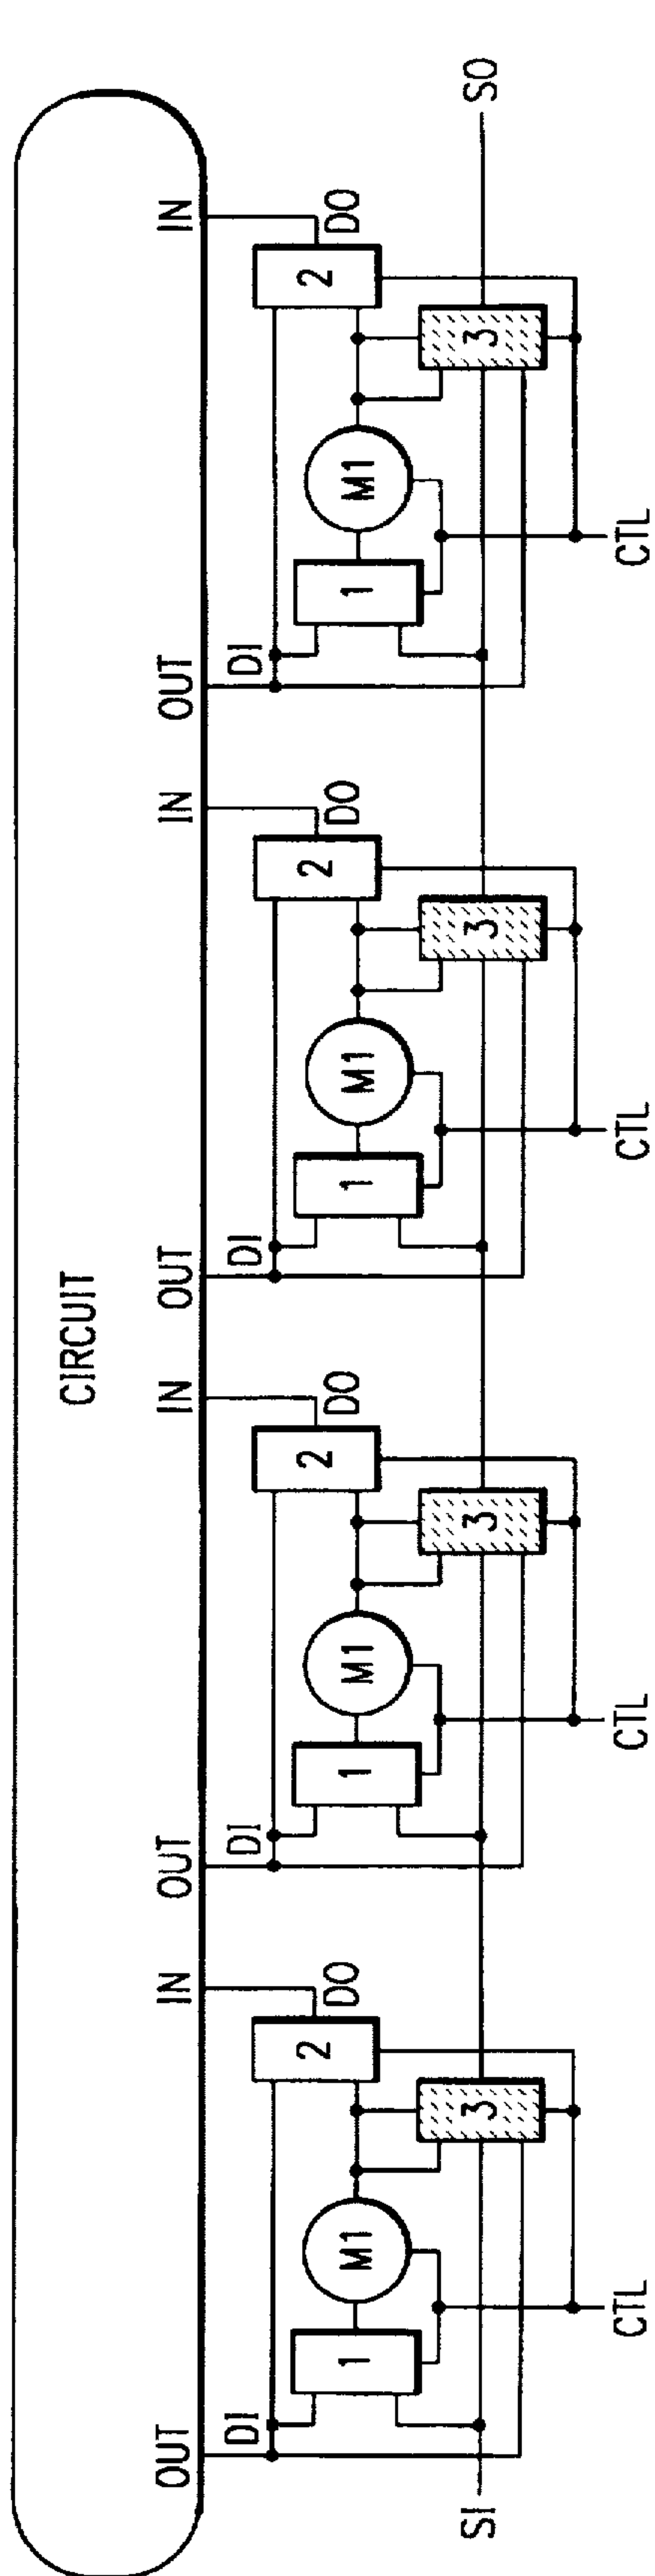 CIRCUIT
OUT IN OUT IN OUT IN OUT IN
DI DO DI DO DI DO DI DO
1 M1 2 1 M1 2 1 M1 2 1 M1 2
SI 3 3 3 3 SO
CTL CTL CTL CTL